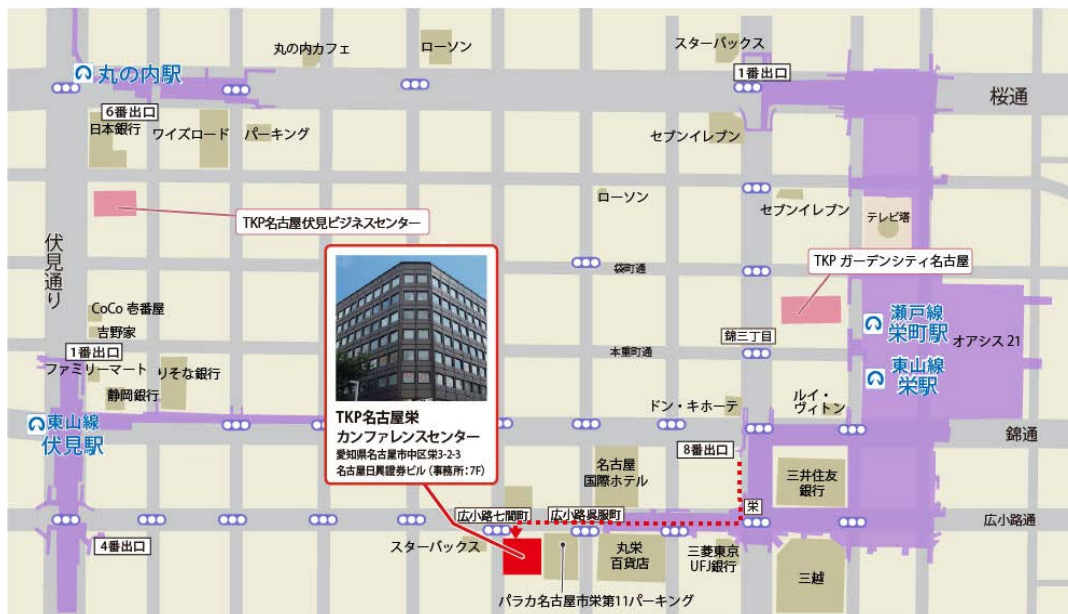 丸の内カフェ
ローソン
スターバックス
丸の内駅
1番出口
桜通
6番出口
日本銀行
ワイズロード
パーキング
セブンイレブン
ローソン
セブンイレブン
テレビ塔
TKP名古屋伏見ビジネスセンター
伏見通り
袋町通
TKP ガーデンシティ名古屋
CoCo 壱番屋
吉野家
1番出口
ファミリーマート
りそな銀行
静岡銀行
瀬戸線
栄町駅
オアシス21
錦三丁目
本重町通
東山線
栄駅
ドン・キホーテ
ルイ・
ヴィトン
東山線
伏見駅
錦通
TKP名古屋栄
カンファレンスセンター
愛知県名古屋市中区栄3-2-3
名古屋日興證券ビル（事務所：7F）
8番出口
名古屋
国際ホテル
三井住友
銀行
栄
広小路七間町
広小路呉服町
広小路通
4番出口
スターバックス
丸栄
百貨店
三菱東京
UFJ銀行
三越
パラカ名古屋市栄第11パーキング